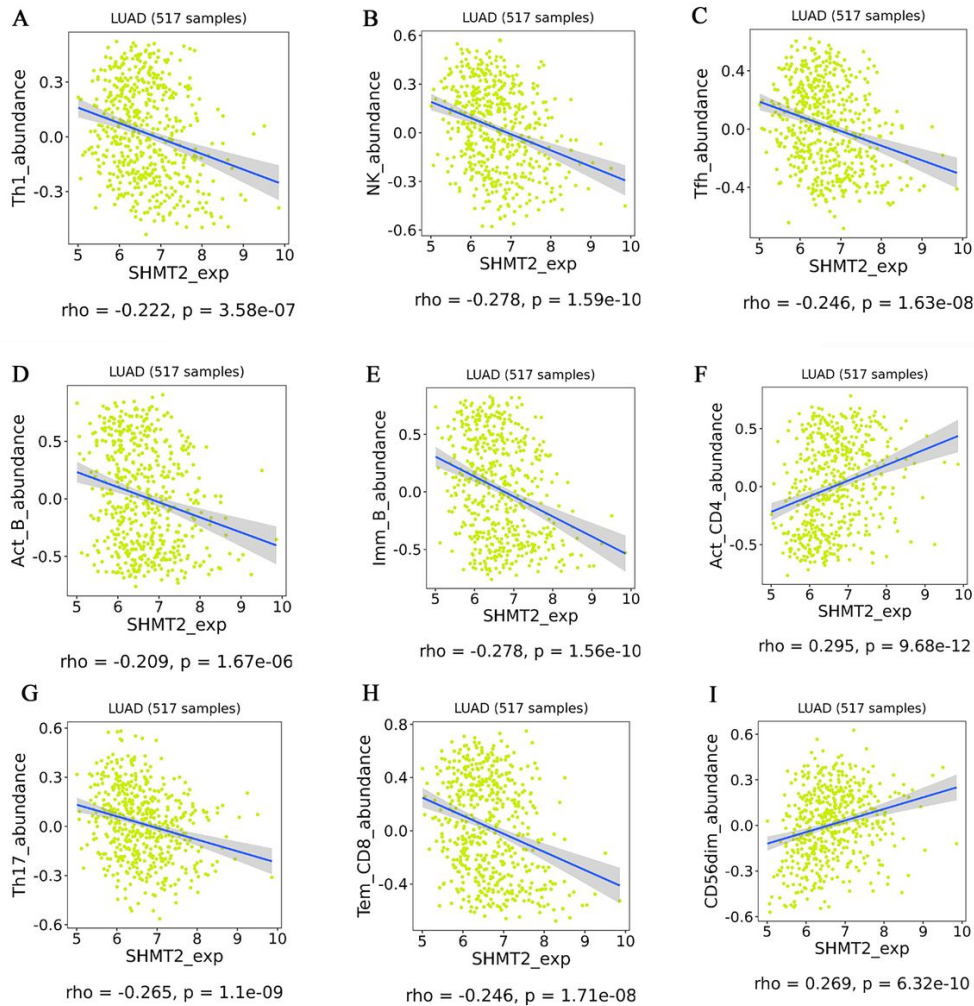 A
LUAD (517 samples)
Th1_abundance
0.3
0.0
-0.3
5 6 7 8 9 10
SHMT2_exp
rho = -0.222, p = 3.58e-07
B
LUAD (517 samples)
NK_abundance
0.6
0.3
0.0
-0.3
-0.6
5 6 7 8 9 10
SHMT2_exp
rho = -0.278, p = 1.59e-10
C
LUAD (517 samples)
Tfh_abundance
0.4
0.0
-0.4
5 6 7 8 9 10
SHMT2_exp
rho = -0.246, p = 1.63e-08
D
LUAD (517 samples)
Act_B_abundance
0.5
0.0
-0.5
5 6 7 8 9 10
SHMT2_exp
rho = -0.209, p = 1.67e-06
E
LUAD (517 samples)
Imm_B_abundance
0.5
0.0
-0.5
5 6 7 8 9 10
SHMT2_exp
rho = -0.278, p = 1.56e-10
F
LUAD (517 samples)
Act_CD4_abundance
0.5
0.0
-0.5
5 6 7 8 9 10
SHMT2_exp
rho = 0.295, p = 9.68e-12
G
LUAD (517 samples)
Th17_abundance
0.6
0.3
0.0
-0.3
-0.6
5 6 7 8 9 10
SHMT2_exp
rho = -0.265, p = 1.1e-09
H
LUAD (517 samples)
Tem_CD8_abundance
0.8
0.4
0.0
-0.4
5 6 7 8 9 10
SHMT2_exp
rho = -0.246, p = 1.71e-08
I
LUAD (517 samples)
CD56dim_abundance
0.6
0.3
0.0
-0.3
-0.6
5 6 7 8 9 10
SHMT2_exp
rho = 0.269, p = 6.32e-10